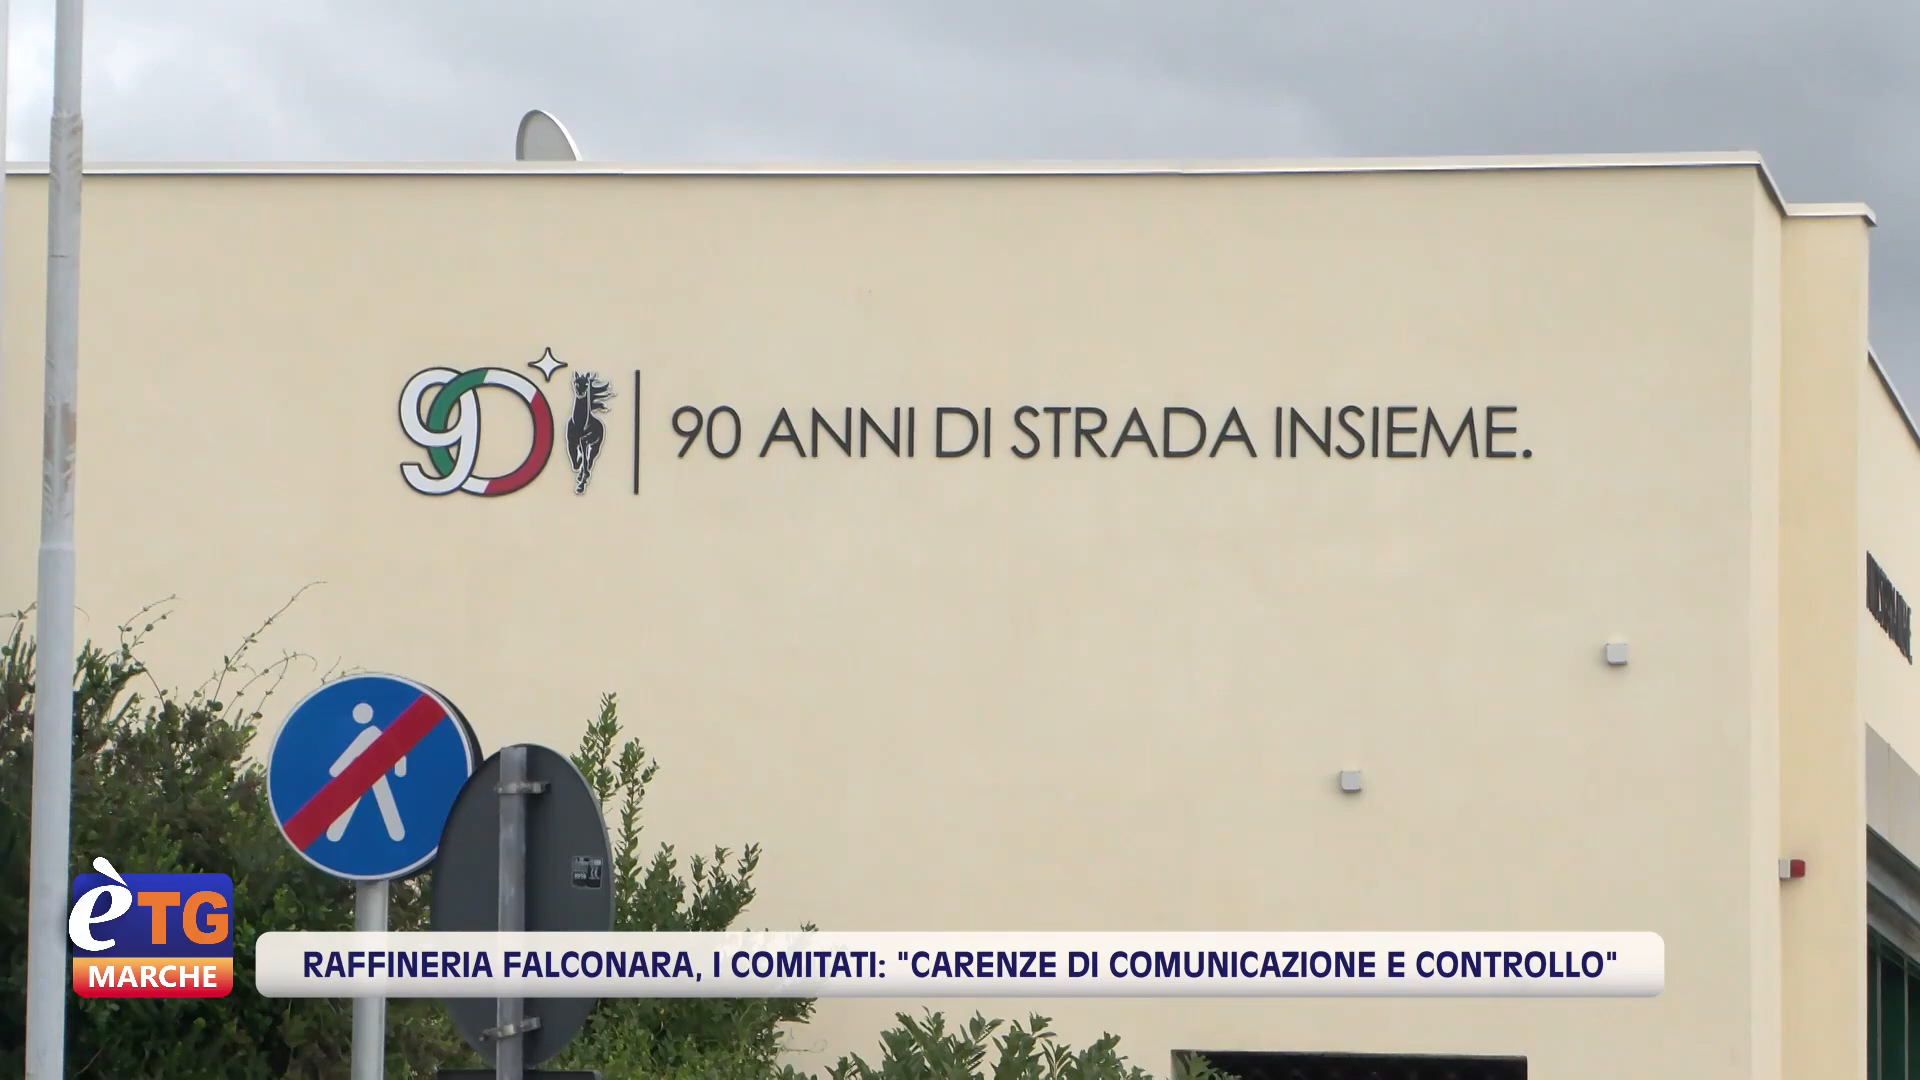 90
90 ANNI DI STRADA INSIEME.
èTG
MARCHE
RAFFINERIA FALCONARA, I COMITATI: "CARENZE DI COMUNICAZIONE E CONTROLLO"